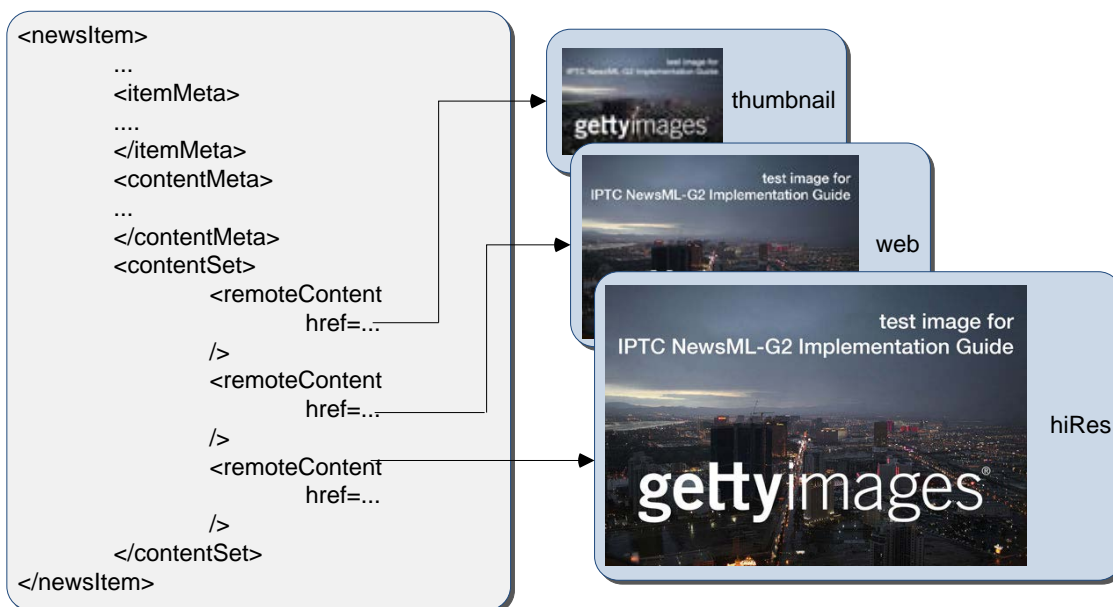 <newsItem>
...
<itemMeta>
....
</itemMeta>
<contentMeta>
...
</contentMeta>
<contentSet>
<remoteContent
href=...
/>
<remoteContent
href=...
/>
<remoteContent
href=...
/>
</contentSet>
</newsItem>
test image for
IPTC NewsML-G2 Implementation Guide
gettyimages®
thumbnail
test image for
IPTC NewsML-G2 Implementation Guide
web
test image for
IPTC NewsML-G2 Implementation Guide
gettyimages®
hiRes